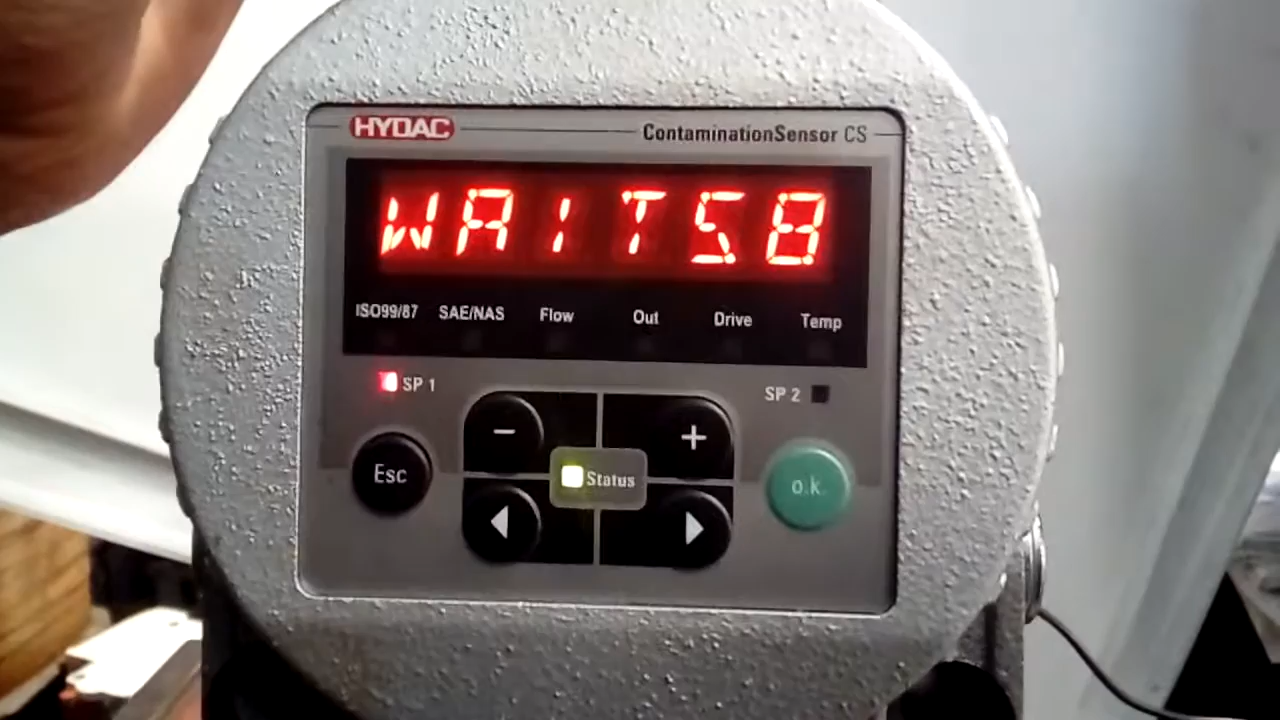 HYDAC ContaminationSensor CS
WAIT58
ISO99/87 SAE/NAS Flow Out Drive Temp
SP 1 SP 2
− +
Esc Status o.k.